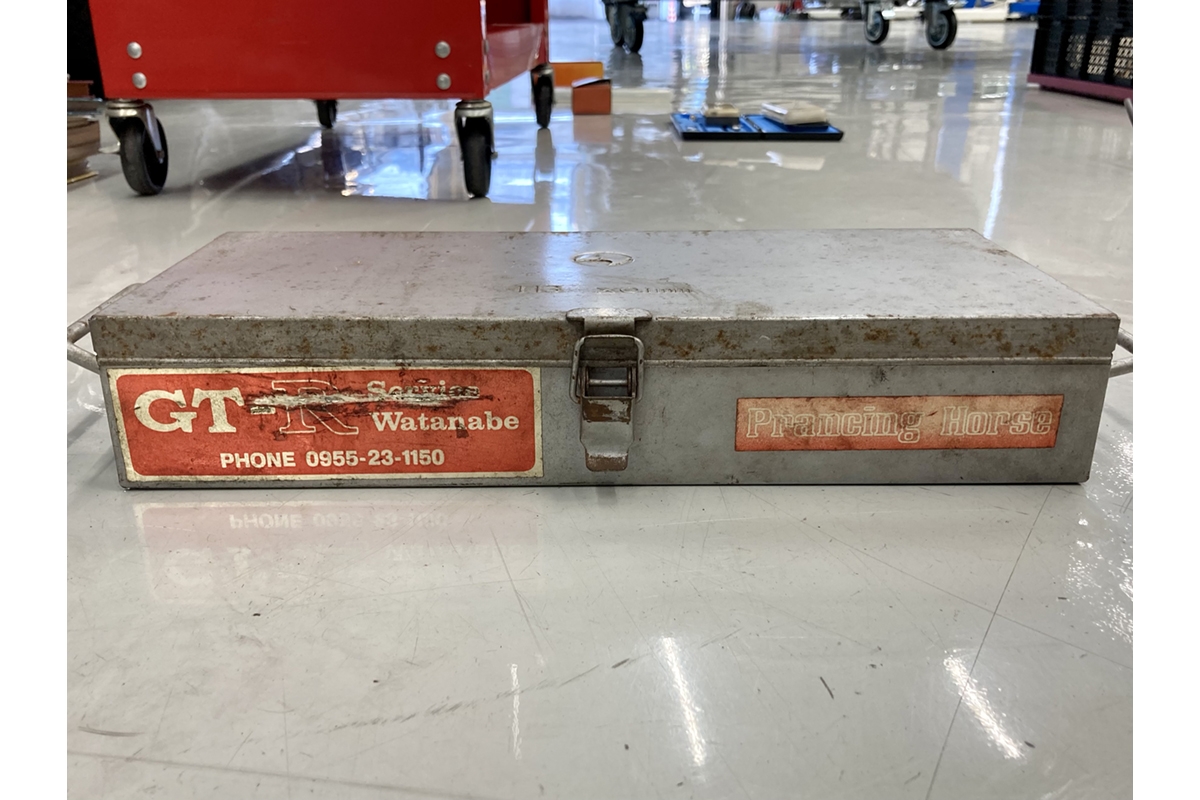 GT-R Service
Watanabe
PHONE 0955-23-1150
Prancing Horse